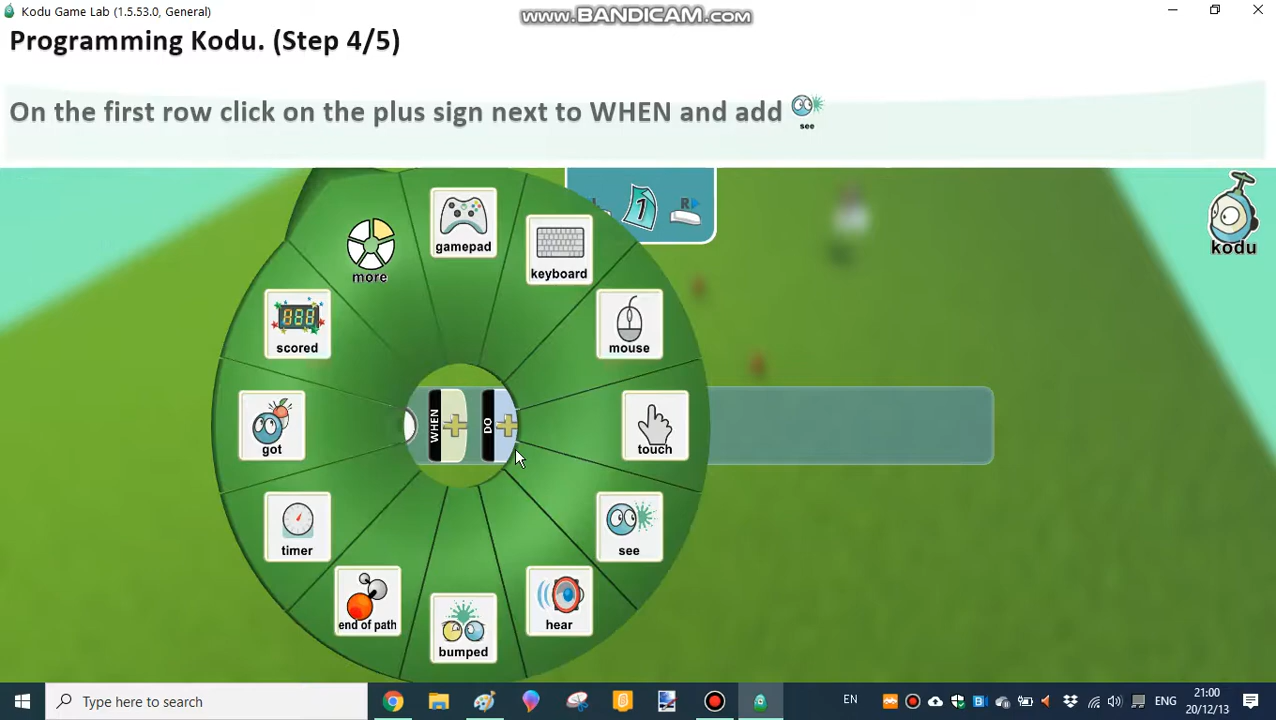 Kodu Game Lab (1.5.53.0, General)
www.BANDICAM.com
Programming Kodu. (Step 4/5)
On the first row click on the plus sign next to WHEN and add
see
1
R
kodu
more
gamepad
keyboard
scored
mouse
got
WHEN
DO
touch
timer
see
end of path
bumped
hear
Type here to search
EN
ENG
21:00
20/12/13